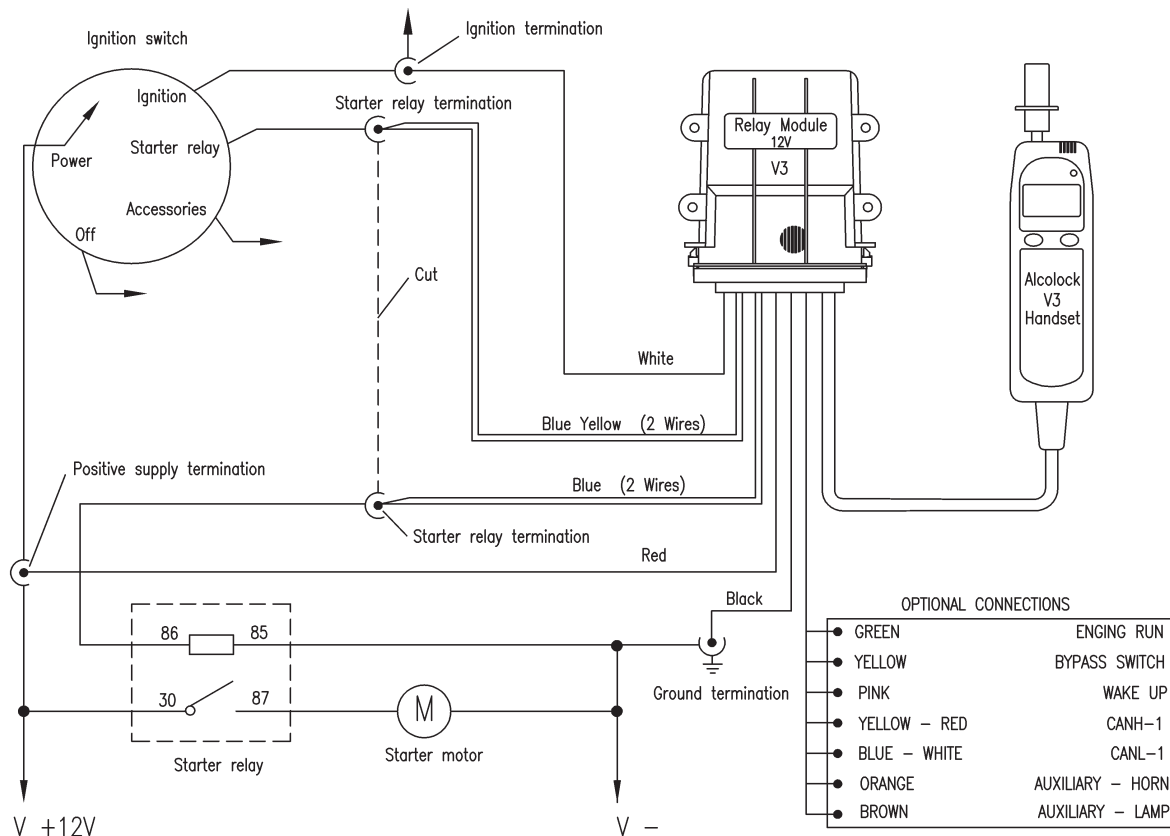 Ignition switch
Ignition termination
Ignition
Starter relay termination
Power
Starter relay
Accessories
Off
Relay Module
12V
V3
Cut
Alcolock
V3
Handset
White
Blue Yellow (2 Wires)
Positive supply termination
Blue (2 Wires)
Starter relay termination
Red
Black
86 85
30 87
M
Ground termination
Starter motor
Starter relay
V +12V
V -
OPTIONAL CONNECTIONS
GREEN ENGING RUN
YELLOW BYPASS SWITCH
PINK WAKE UP
YELLOW - RED CANH-1
BLUE - WHITE CANL-1
ORANGE AUXILIARY - HORN
BROWN AUXILIARY - LAMP